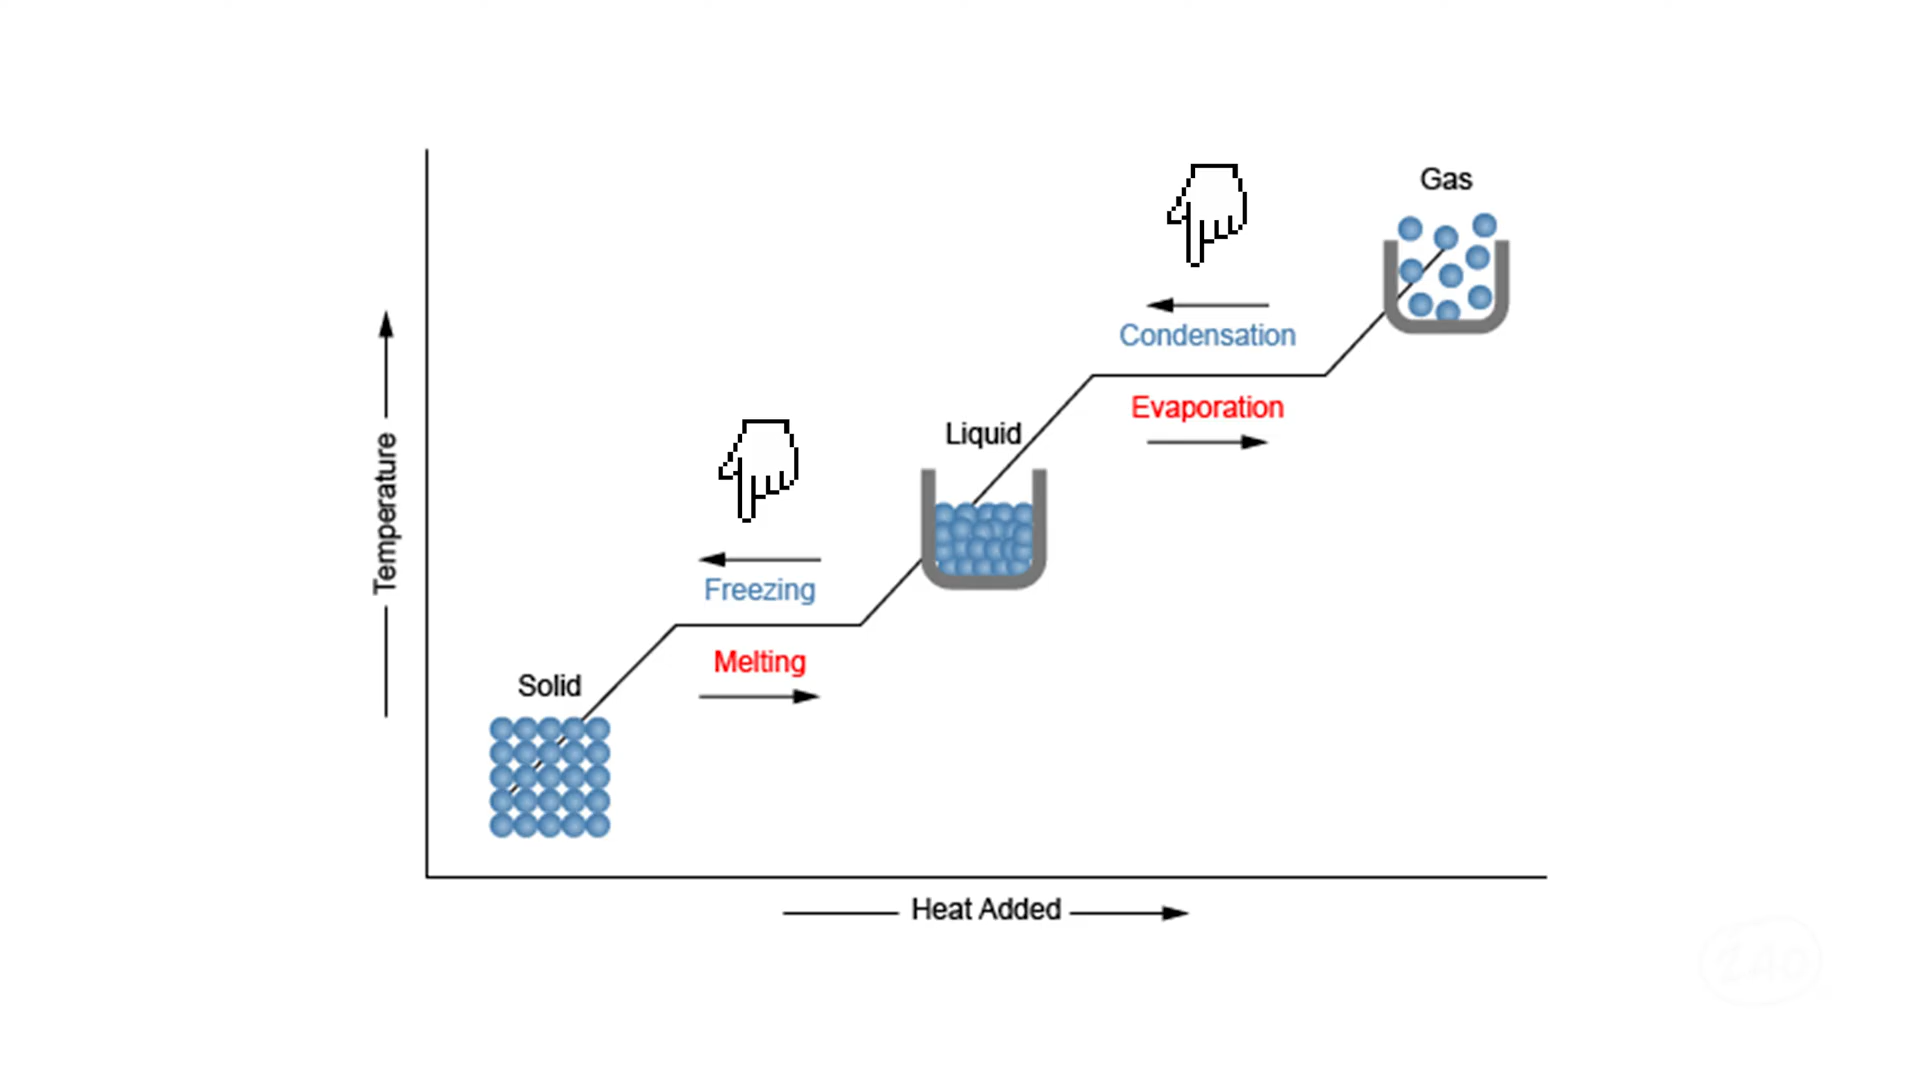 Gas
Condensation
Evaporation
Liquid
Temperature
Freezing
Melting
Solid
Heat Added